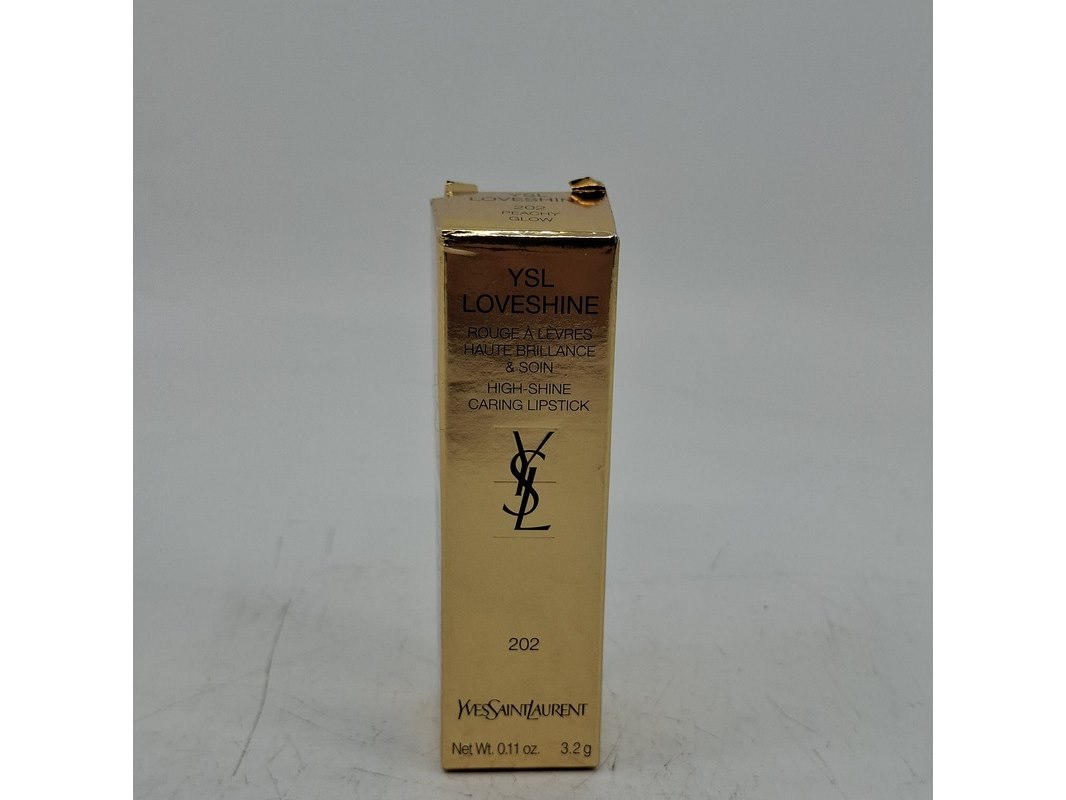 YSL
LOVESHINE
202
PEACHY
GLOW
YSL
LOVESHINE
ROUGE À LÈVRES
HAUTE BRILLANCE
& SOIN
HIGH-SHINE
CARING LIPSTICK
YSL
202
YVESSAINTLAURENT
Net Wt. 0.11 oz. 3.2 g